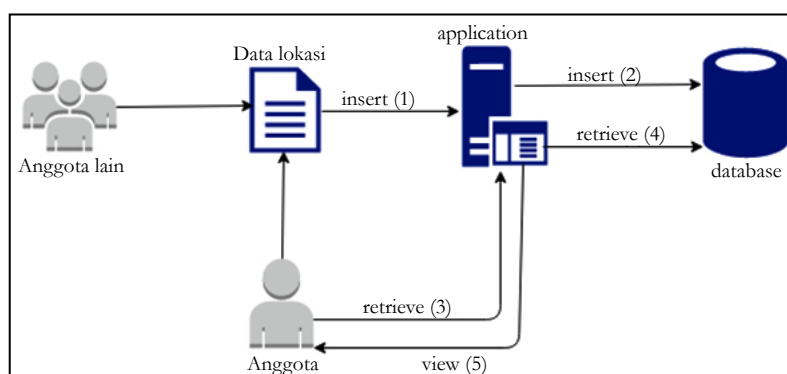 application
Data lokasi
insert (1)
insert (2)
retrieve (4)
Anggota lain
database
retrieve (3)
Anggota
view (5)